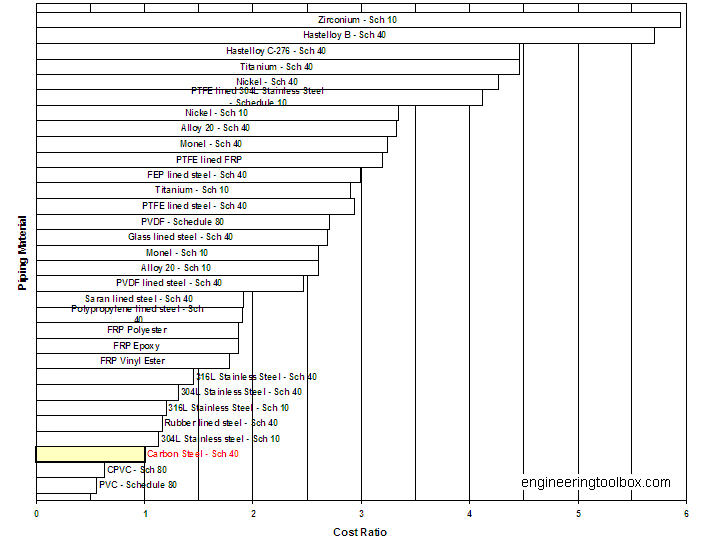 Zirconium - Sch 10
Hastelloy B - Sch 40
Hastelloy C-276 - Sch 40
Titanium - Sch 40
Nickel - Sch 40
PTFE lined 304L Stainless Steel
- Schedule 10
Nickel - Sch 10
Alloy 20 - Sch 40
Monel - Sch 40
PTFE lined FRP
FEP lined steel - Sch 40
Titanium - Sch 10
PTFE lined steel - Sch 40
PVDF - Schedule 80
Glass lined steel - Sch 40
Monel - Sch 10
Alloy 20 - Sch 10
PVDF lined steel - Sch 40
Saran lined steel - Sch 40
Polypropylene lined steel - Sch
40
FRP Polyester
FRP Epoxy
FRP Vinyl Ester
316L Stainless Steel - Sch 40
304L Stainless Steel - Sch 40
316L Stainless Steel - Sch 10
Rubber lined steel - Sch 40
304L Stainless steel - Sch 10
Carbon Steel - Sch 40
CPVC - Sch 80
PVC - Schedule 80
Piping Material
engineeringtoolbox.com
0 1 2 3 4 5 6
Cost Ratio